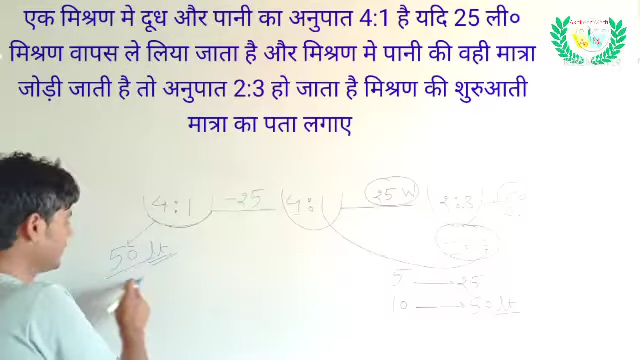 एक मिश्रण मे दूध और पानी का अनुपात 4:1 है यदि 25 ली०
मिश्रण वापस ले लिया जाता है और मिश्रण मे पानी की वही मात्रा
जोड़ी जाती है तो अनुपात 2:3 हो जाता है मिश्रण की शुरुआती
मात्रा का पता लगाए
4:1 -25 4:1 25W 2:3
50 lt
5 → 25
10 → 50 lt